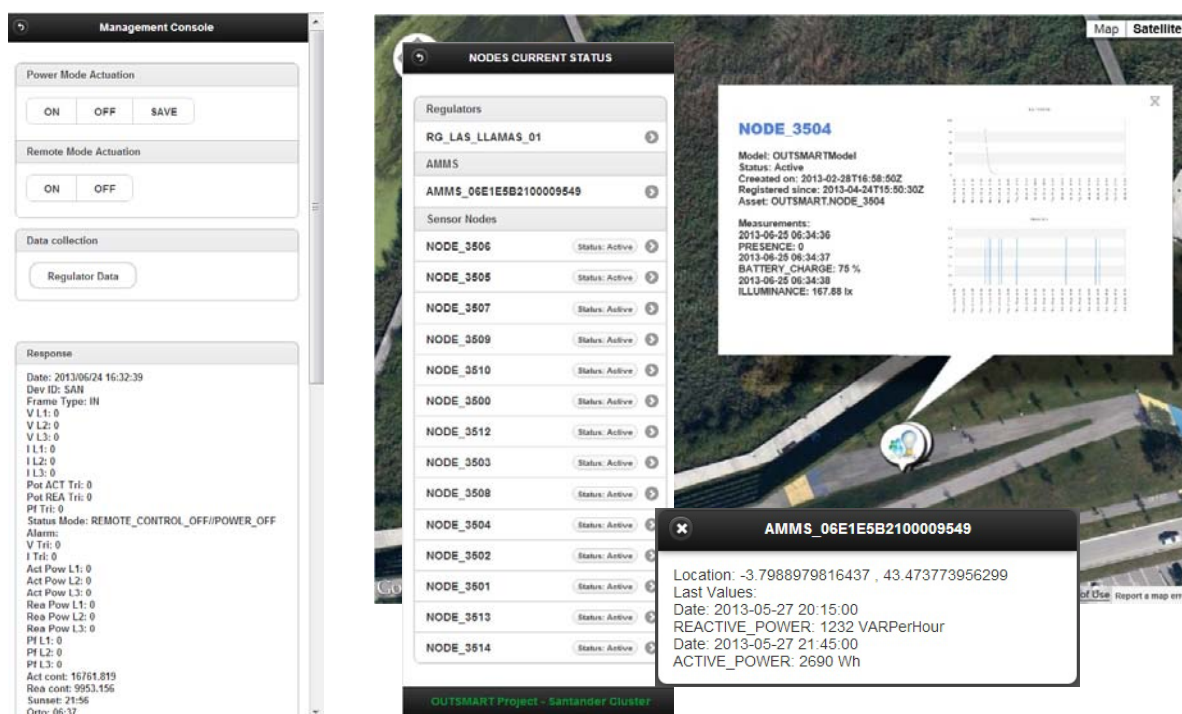 Management Console
Power Mode Actuation
ON OFF SAVE
Remote Mode Actuation
ON OFF
Data collection
Regulator Data
Response
Date: 2013/06/24 16:32:39
Dev ID: SAN
Frame Type: IN
V L1: 0
V L2: 0
V L3: 0
I L1: 0
I L2: 0
I L3: 0
Pot ACT Tri: 0
Pot REA Tri: 0
Pf Tri: 0
Status Mode: REMOTE_CONTROL_OFF//POWER_OFF
Alarm:
V Tri: 0
I Tri: 0
Act Pow L1: 0
Act Pow L2: 0
Act Pow L3: 0
Rea Pow L1: 0
Rea Pow L2: 0
Rea Pow L3: 0
Pf L1: 0
Pf L2: 0
Pf L3: 0
Act cont: 16761.819
Rea cont: 9953.156
Sunset: 21:56
Orto: 06:37
NODES CURRENT STATUS
Regulators
RG_LAS_LLAMAS_01
AMMS
AMMS_06E1E5B2100009549
Sensor Nodes
NODE_3506 Status: Active
NODE_3505 Status: Active
NODE_3507 Status: Active
NODE_3509 Status: Active
NODE_3510 Status: Active
NODE_3500 Status: Active
NODE_3512 Status: Active
NODE_3503 Status: Active
NODE_3508 Status: Active
NODE_3504 Status: Active
NODE_3502 Status: Active
NODE_3501 Status: Active
NODE_3513 Status: Active
NODE_3514 Status: Active
OUTSMART Project - Santander Cluster
Map Satellite
NODE_3504
Model: OUTSMARTModel
Status: Active
Creeated on: 2013-02-28T16:58:50Z
Registered since: 2013-04-24T15:50:30Z
Asset: OUTSMART.NODE_3504
Measurements:
2013-06-25 06:34:36
PRESENCE: 0
2013-06-25 06:34:37
BATTERY_CHARGE: 75 %
2013-06-25 06:34:38
ILLUMINANCE: 167.88 lx
AMMS_06E1E5B2100009549
Location: -3.7988979816437 , 43.473773956299
Last Values:
Date: 2013-05-27 20:15:00
REACTIVE_POWER: 1232 VARPerHour
Date: 2013-05-27 21:45:00
ACTIVE_POWER: 2690 Wh
Go
of Use Report a map err